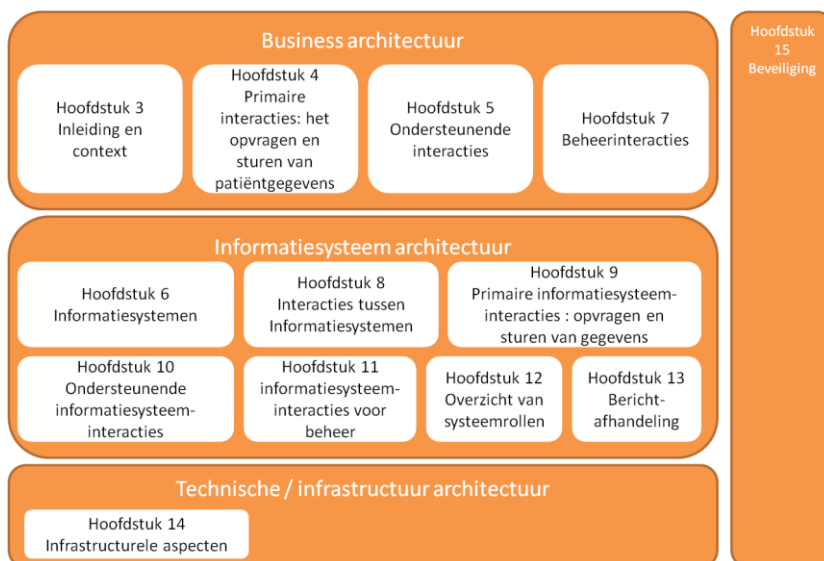 Business architectuur
Hoofdstuk 3
Inleiding en
context
Hoofdstuk 4
Primaire
interacties: het
opvragen en
sturen van
patiëntgegevens
Hoofdstuk 5
Ondersteunende
interacties
Hoofdstuk 7
Beheerinteracties
Informatiesysteem architectuur
Hoofdstuk 6
Informatiesystemen
Hoofdstuk 8
Interacties tussen
Informatiesystemen
Hoofdstuk 9
Primaire informatiesysteem-
interacties : opvragen en
sturen van gegevens
Hoofdstuk 10
Ondersteunende
informatiesysteem-
interacties
Hoofdstuk 11
informatiesysteem-
interacties voor
beheer
Hoofdstuk 12
Overzicht van
systeemrollen
Hoofdstuk 13
Bericht-
afhandeling
Technische / infrastructuur architectuur
Hoofdstuk 14
Infrastructurele aspecten
Hoofdstuk
15
Beveiliging